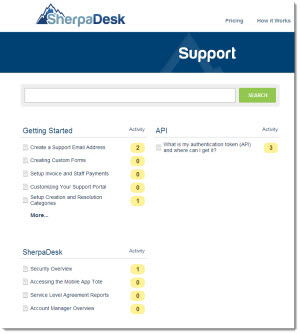 SherpaDesk
Pricing How it Works
Support
SEARCH
Getting Started Activity
Create a Support Email Address 2
Creating Custom Forms 0
Setup Invoice and Staff Payments 0
Customizing Your Support Portal 0
Setup Creation and Resolution
Categories 1
More...
API Activity
What is my authentication token (API)
and where can I get it? 3
SherpaDesk Activity
Security Overview 1
Accessing the Mobile App Tote 0
Service Level Agreement Reports 0
Account Manager Overview 0